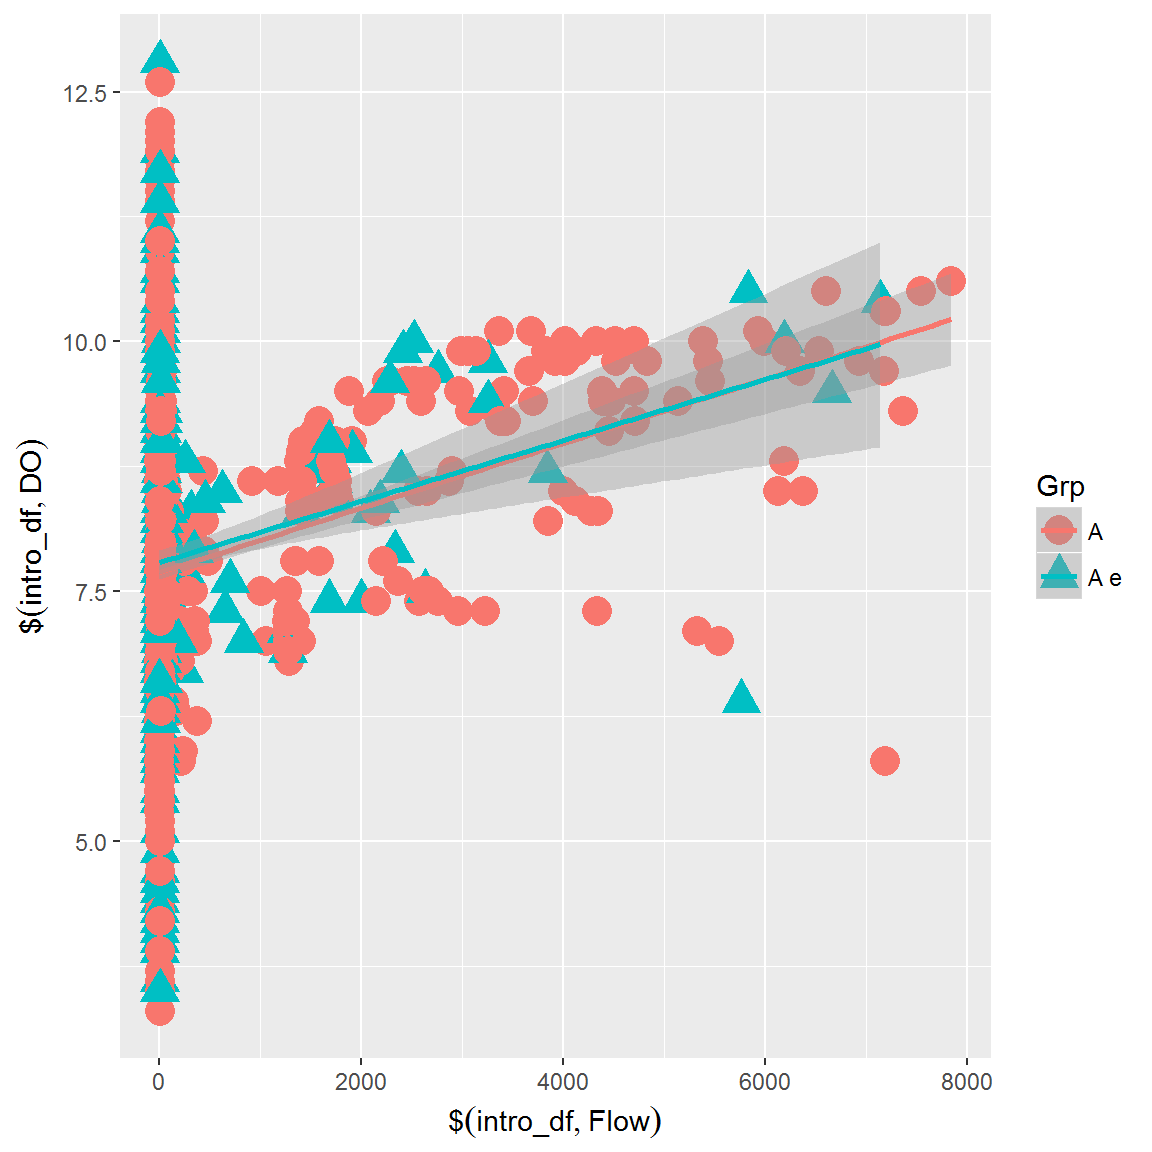 12.5
10.0
7.5
5.0
$(intro_df, DO)
0
2000
4000
6000
8000
$(intro_df, Flow)
Grp
A
A e